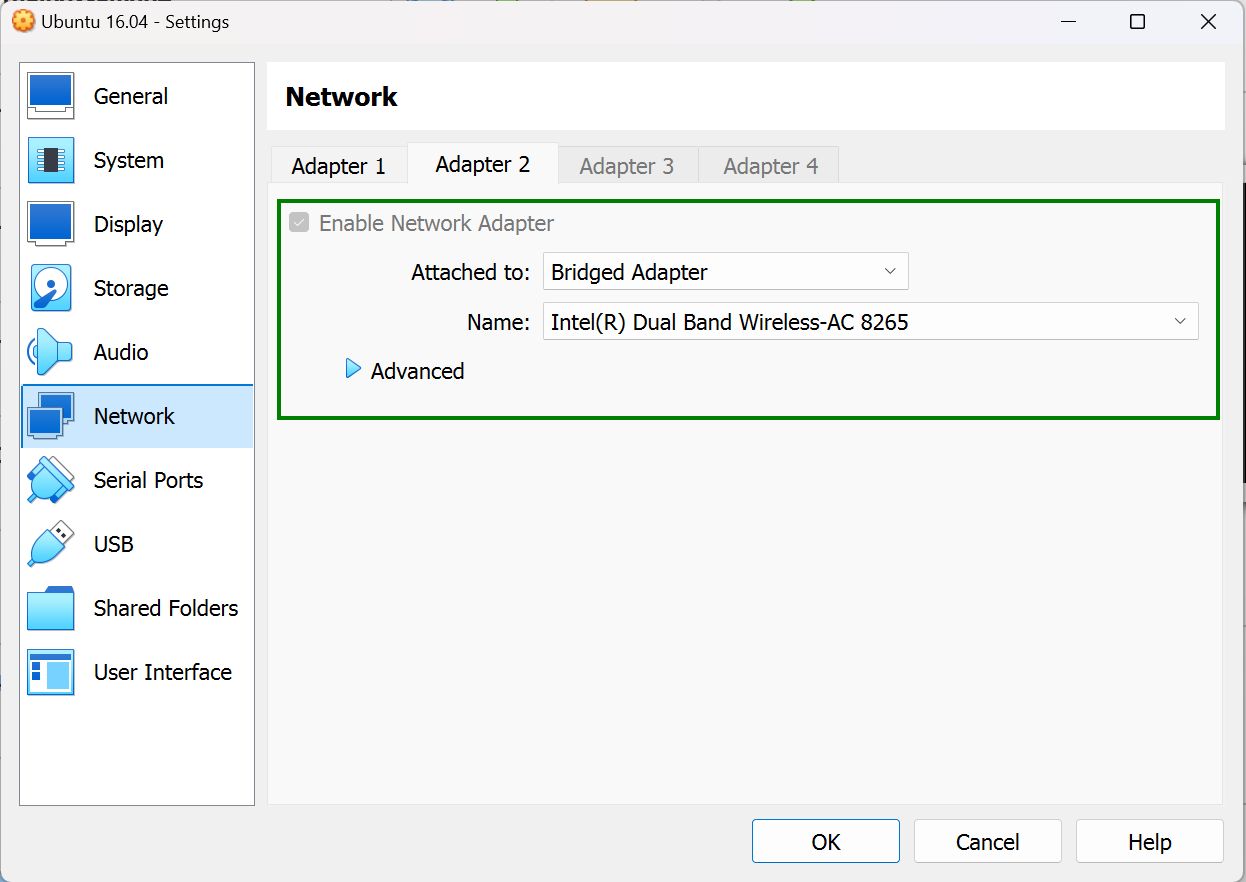 Ubuntu 16.04 - Settings
General
System
Display
Storage
Audio
Network
Serial Ports
USB
Shared Folders
User Interface
Network
Adapter 1
Adapter 2
Adapter 3
Adapter 4
Enable Network Adapter
Attached to: Bridged Adapter
Name: Intel(R) Dual Band Wireless-AC 8265
Advanced
OK
Cancel
Help